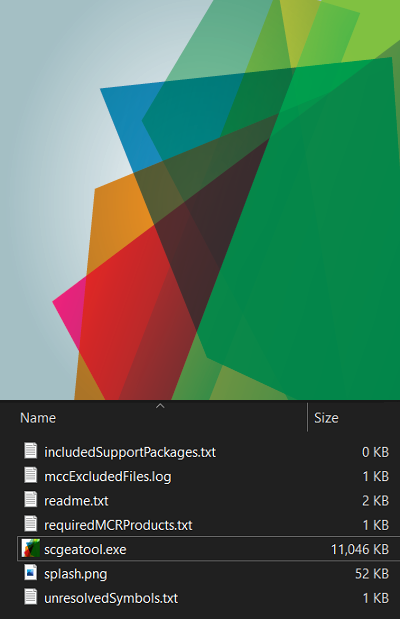 Name Size
includedSupportPackages.txt 0 KB
mccExcludedFiles.log 1 KB
readme.txt 2 KB
requiredMCRProducts.txt 1 KB
scgeatool.exe 11,046 KB
splash.png 52 KB
unresolvedSymbols.txt 1 KB